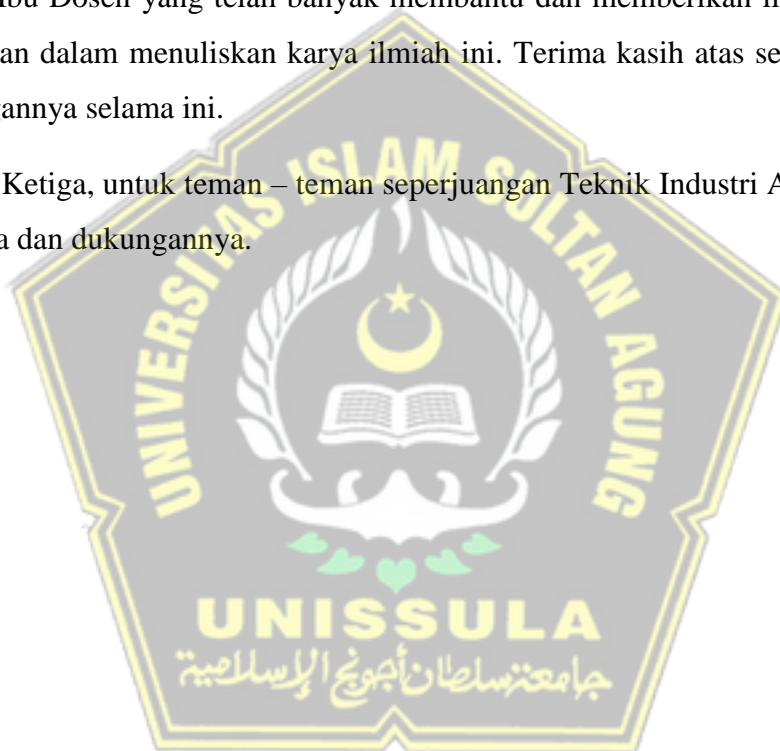 Ibu Dosen yang telah banyak membantu dan memberikan
an dalam menuliskan karya ilmiah ini. Terima kasih atas se
gannya selama ini.
Ketiga, untuk teman – teman seperjuangan Teknik Industri A
a dan dukungannya.
UNIVERSITAS ISLAM SULTAN AGUNG
UNISSULA
جامعة سلطان أجونج الإسلامية